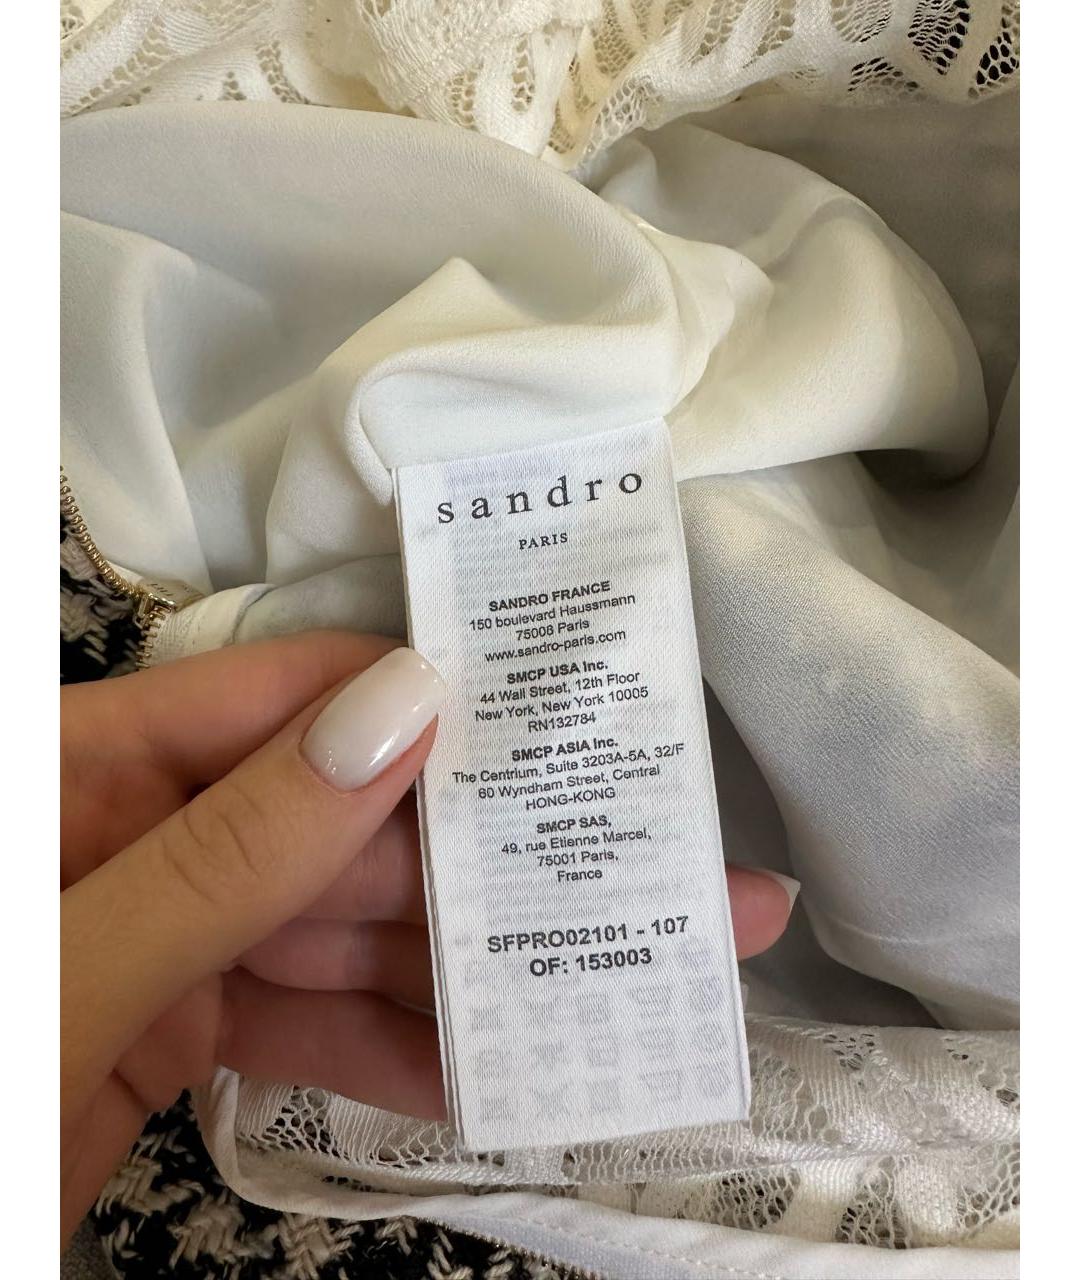 sandro
PARIS
SANDRO FRANCE
150 boulevard Haussmann
75008 Paris
www.sandro-paris.com
SMCP USA Inc.
44 Wall Street, 12th Floor
New York, New York 10005
RN132784
SMCP ASIA Inc.
The Centrium, Suite 3203A-5A, 32/F
60 Wyndham Street, Central
HONG-KONG
SMCP SAS,
49, rue Etienne Marcel,
75001 Paris,
France
SFPRO02101 - 107
OF: 153003